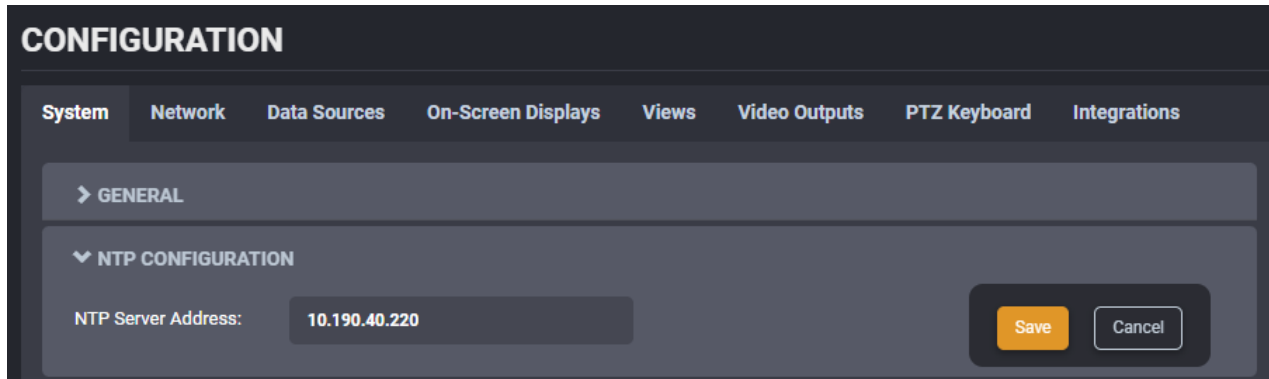 CONFIGURATION
System Network Data Sources On-Screen Displays Views Video Outputs PTZ Keyboard Integrations
GENERAL
NTP CONFIGURATION
NTP Server Address: 10.190.40.220 Save Cancel